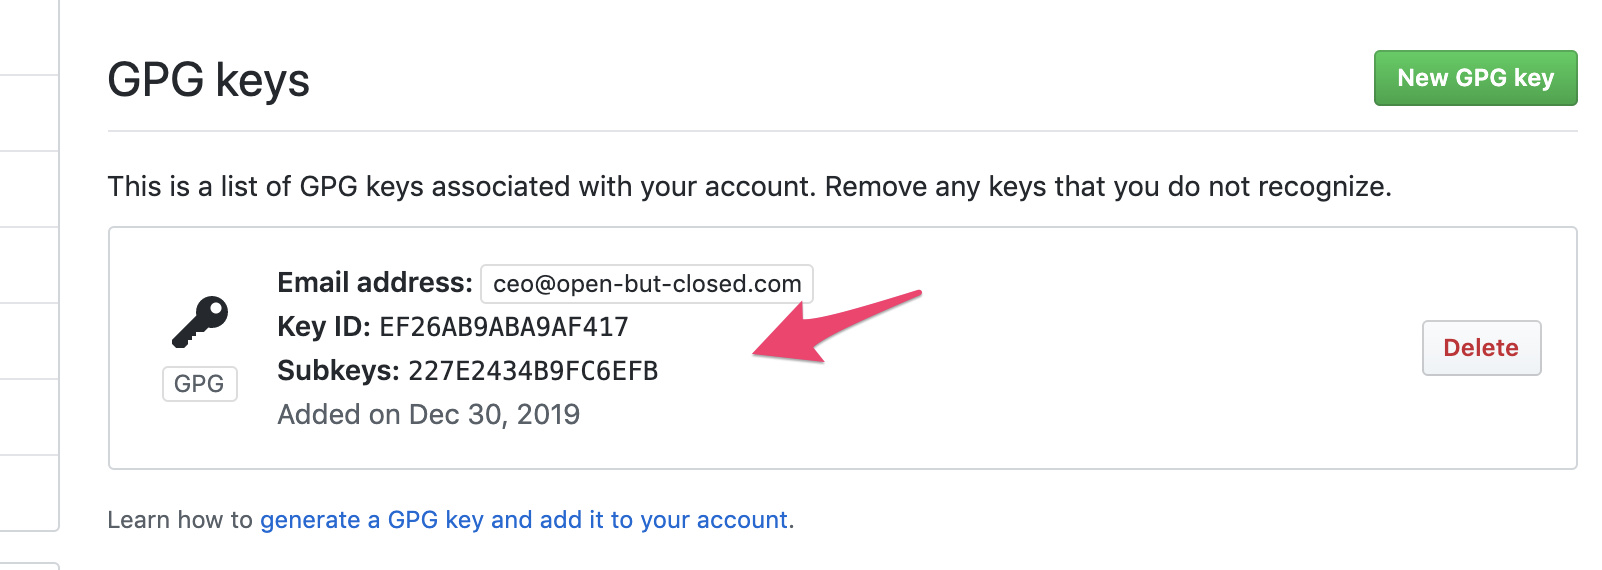 GPG keys
New GPG key
This is a list of GPG keys associated with your account. Remove any keys that you do not recognize.
Email address: ceo@open-but-closed.com
Key ID: EF26AB9ABA9AF417
Subkeys: 227E2434B9FC6EFB
Added on Dec 30, 2019
GPG
Delete
Learn how to generate a GPG key and add it to your account.